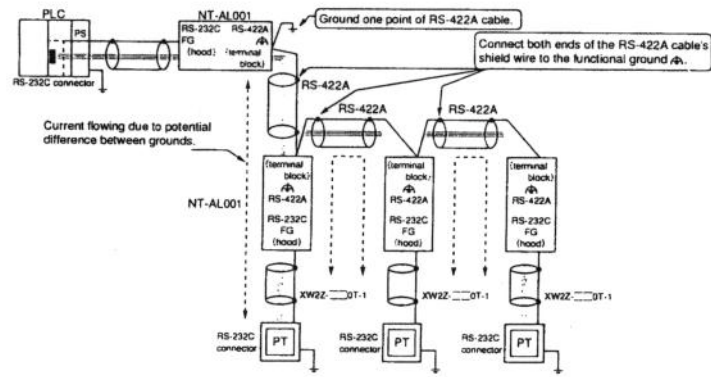 PLC
NT-AL001
PS
RS-232C RS-422A
FG
(hood)
{terminal
block}
Ground one point of RS-422A cable.
Connect both ends of the RS-422A cable's
shield wire to the functional ground
RS-232C connector
RS-422A
RS-422A
RS-422A
Current flowing due to potential
difference between grounds.
NT-AL001
{terminal
block}
RS-422A
RS-232C
FG
(hood)
{terminal
block}
RS-422A
RS-232C
FG
(hood)
{terminal
block}
RS-422A
RS-232C
FG
(hood)
XW2Z-□□0T-1
XW2Z-□□0T-1
XW2Z-□□0T-1
RS-232C
connector
PT
RS-232C
connector
PT
RS-232C
connector
PT